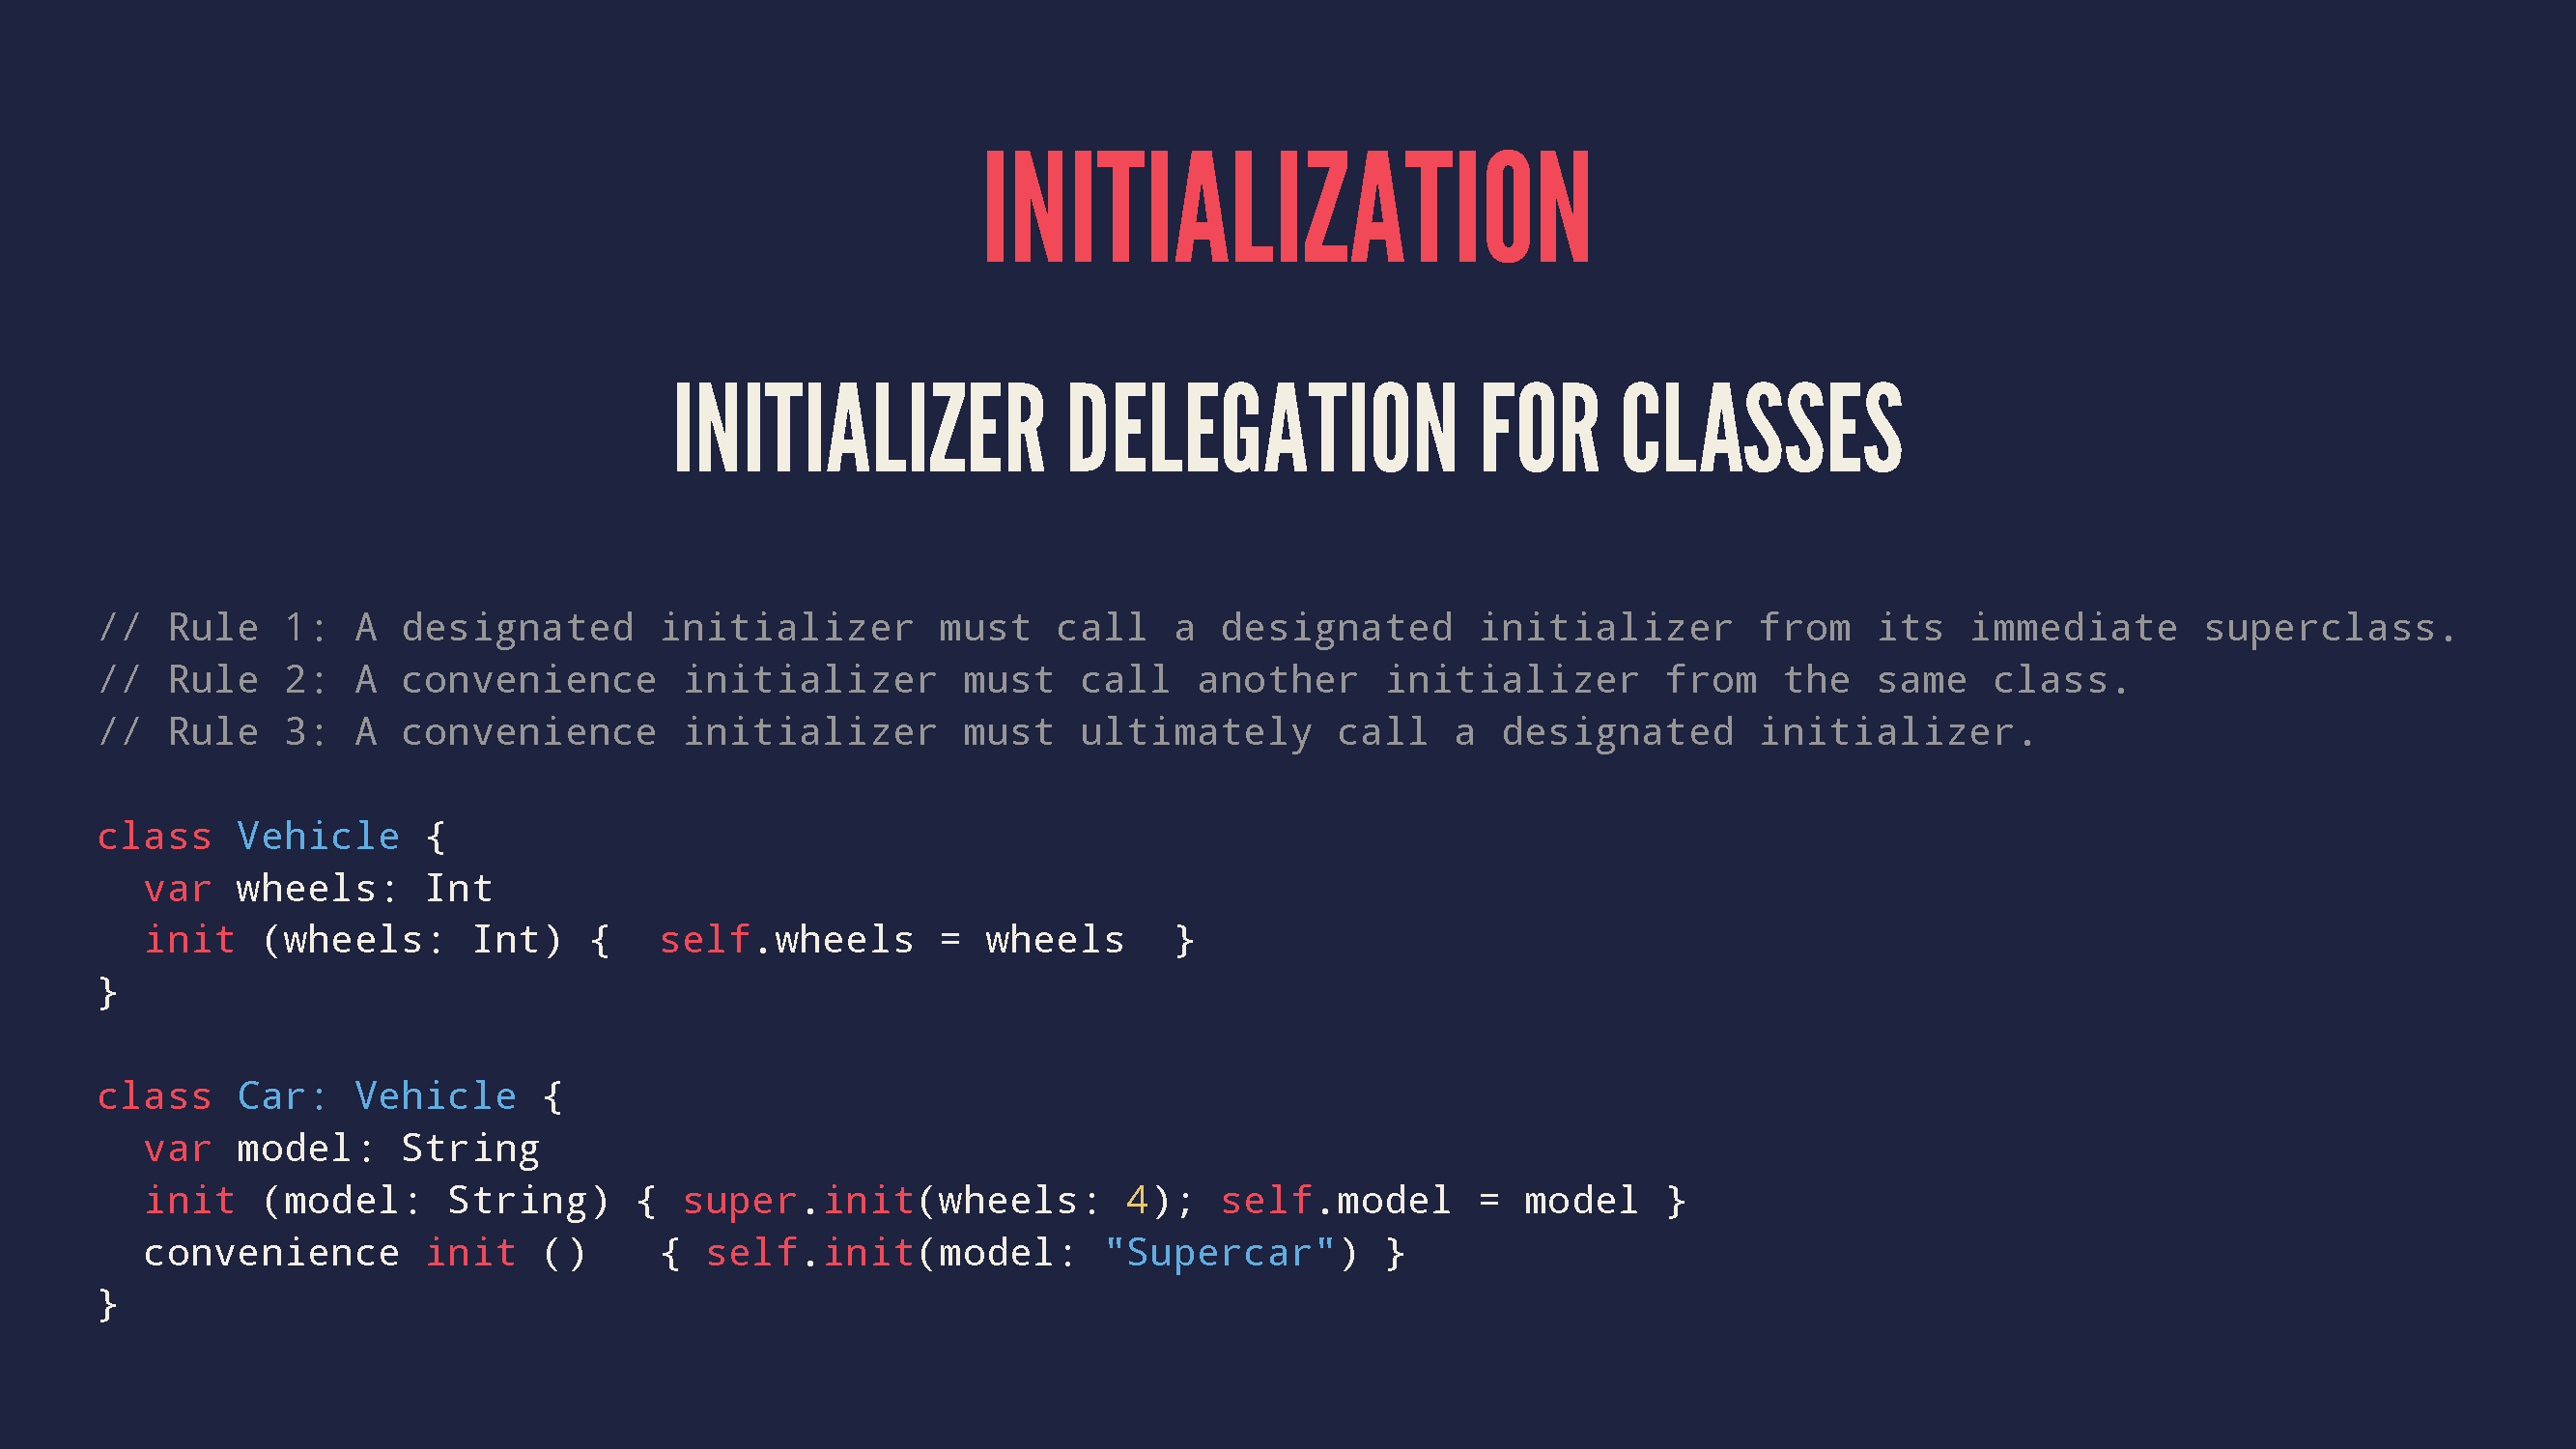 INITIALIZATION
INITIALIZER DELEGATION FOR CLASSES
// Rule 1: A designated initializer must call a designated initializer from its immediate superclass.
// Rule 2: A convenience initializer must call another initializer from the same class.
// Rule 3: A convenience initializer must ultimately call a designated initializer.
class Vehicle {
var wheels: Int
init (wheels: Int) { self.wheels = wheels }
}
class Car: Vehicle {
var model: String
init (model: String) { super.init(wheels: 4); self.model = model }
convenience init () { self.init(model: "Supercar") }
}